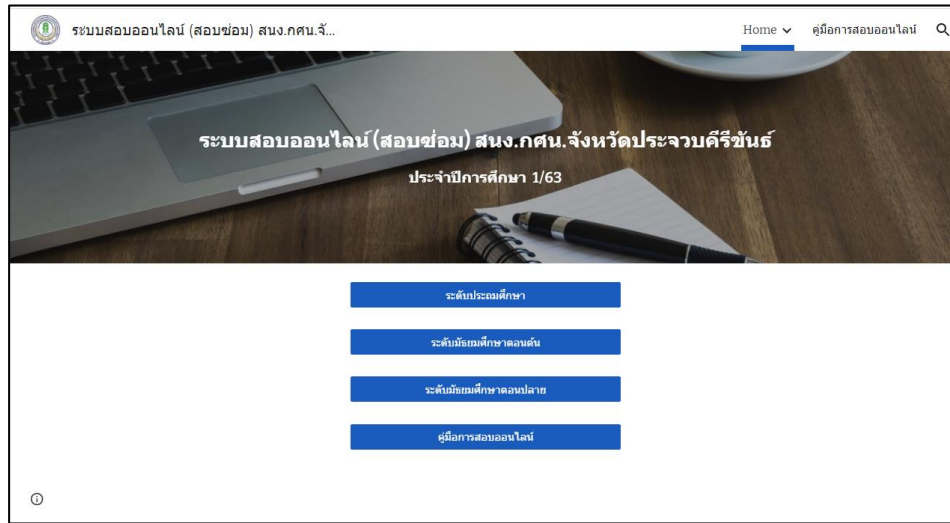 ระบบสอบออนไลน์ (สอบซ่อม) สนง.กศน.จั...
Home
คู่มือการสอบออนไลน์
ระบบสอบออนไลน์ (สอบซ่อม) สนง.กศน.จังหวัดประจวบคีรีขันธ์
ประจำปีการศึกษา 1/63
ระดับประถมศึกษา
ระดับมัธยมศึกษาตอนต้น
ระดับมัธยมศึกษาตอนปลาย
คู่มือการสอบออนไลน์